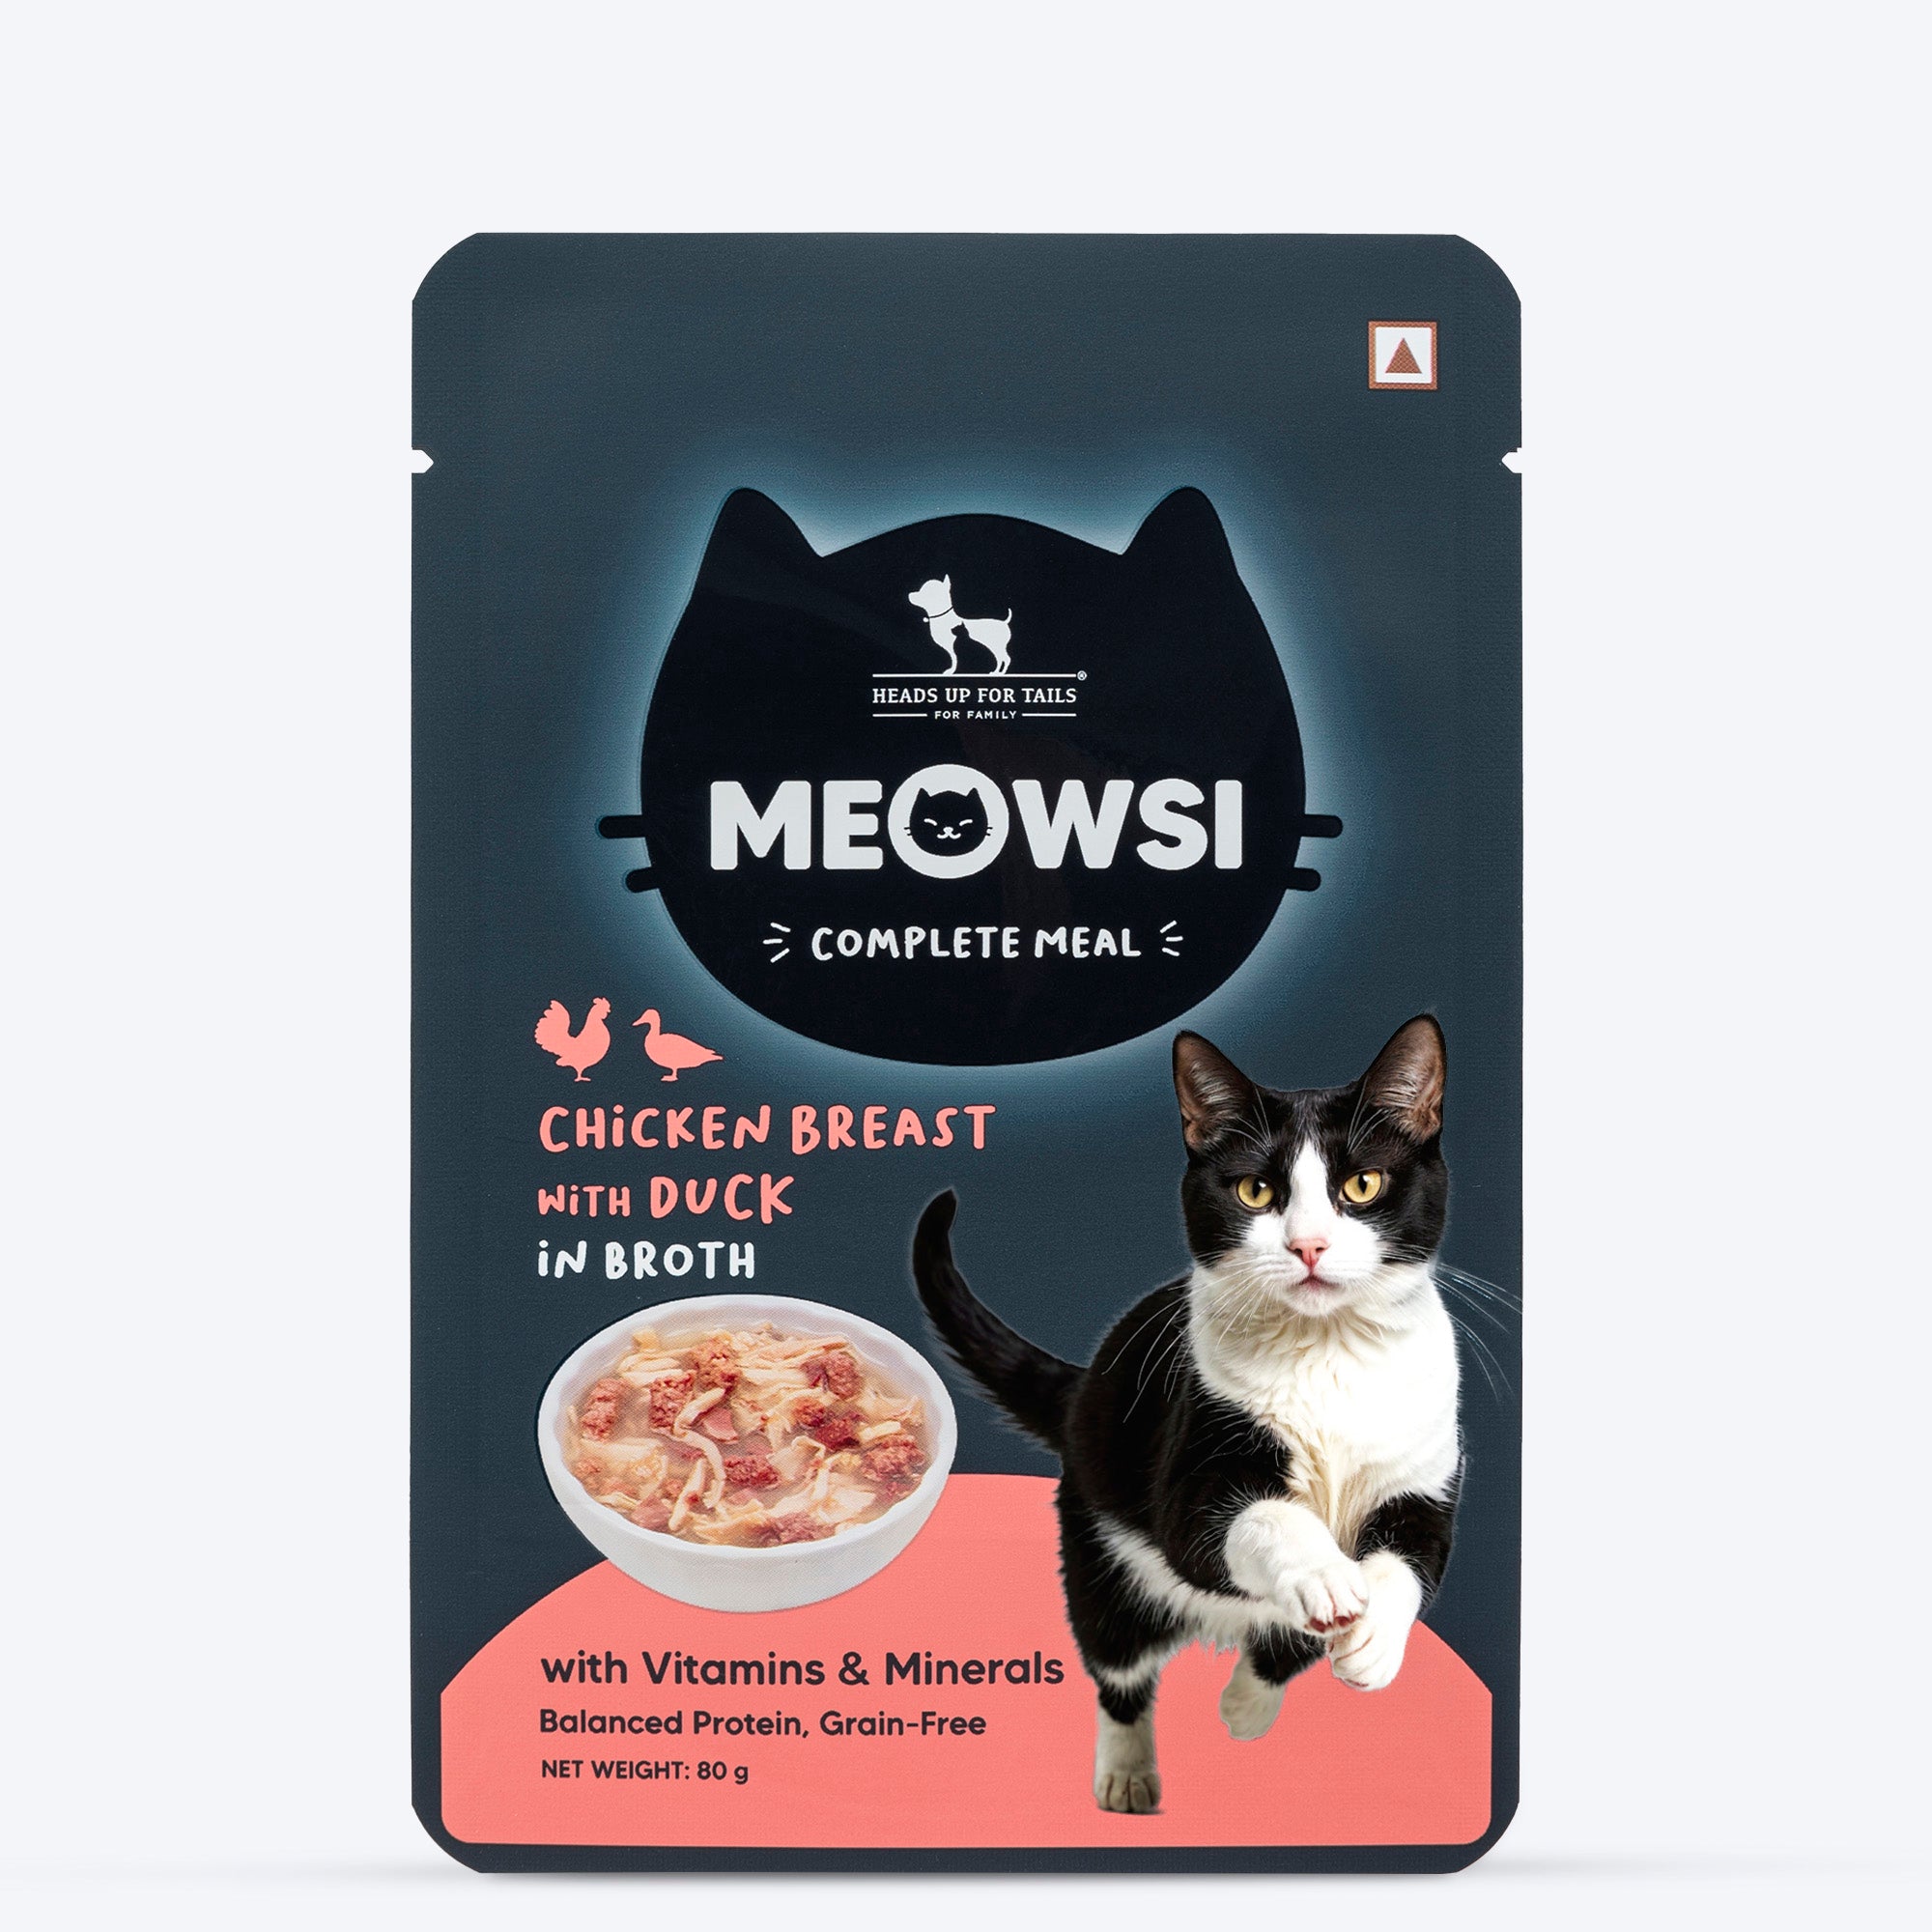 HEADS UP FOR TAILS®
FOR FAMILY
MEOWSI
COMPLETE MEAL
CHiCKEN BREAST
WiTH DUCK
iN BROTH
with Vitamins & Minerals
Balanced Protein, Grain-Free
NET WEIGHT: 80 g